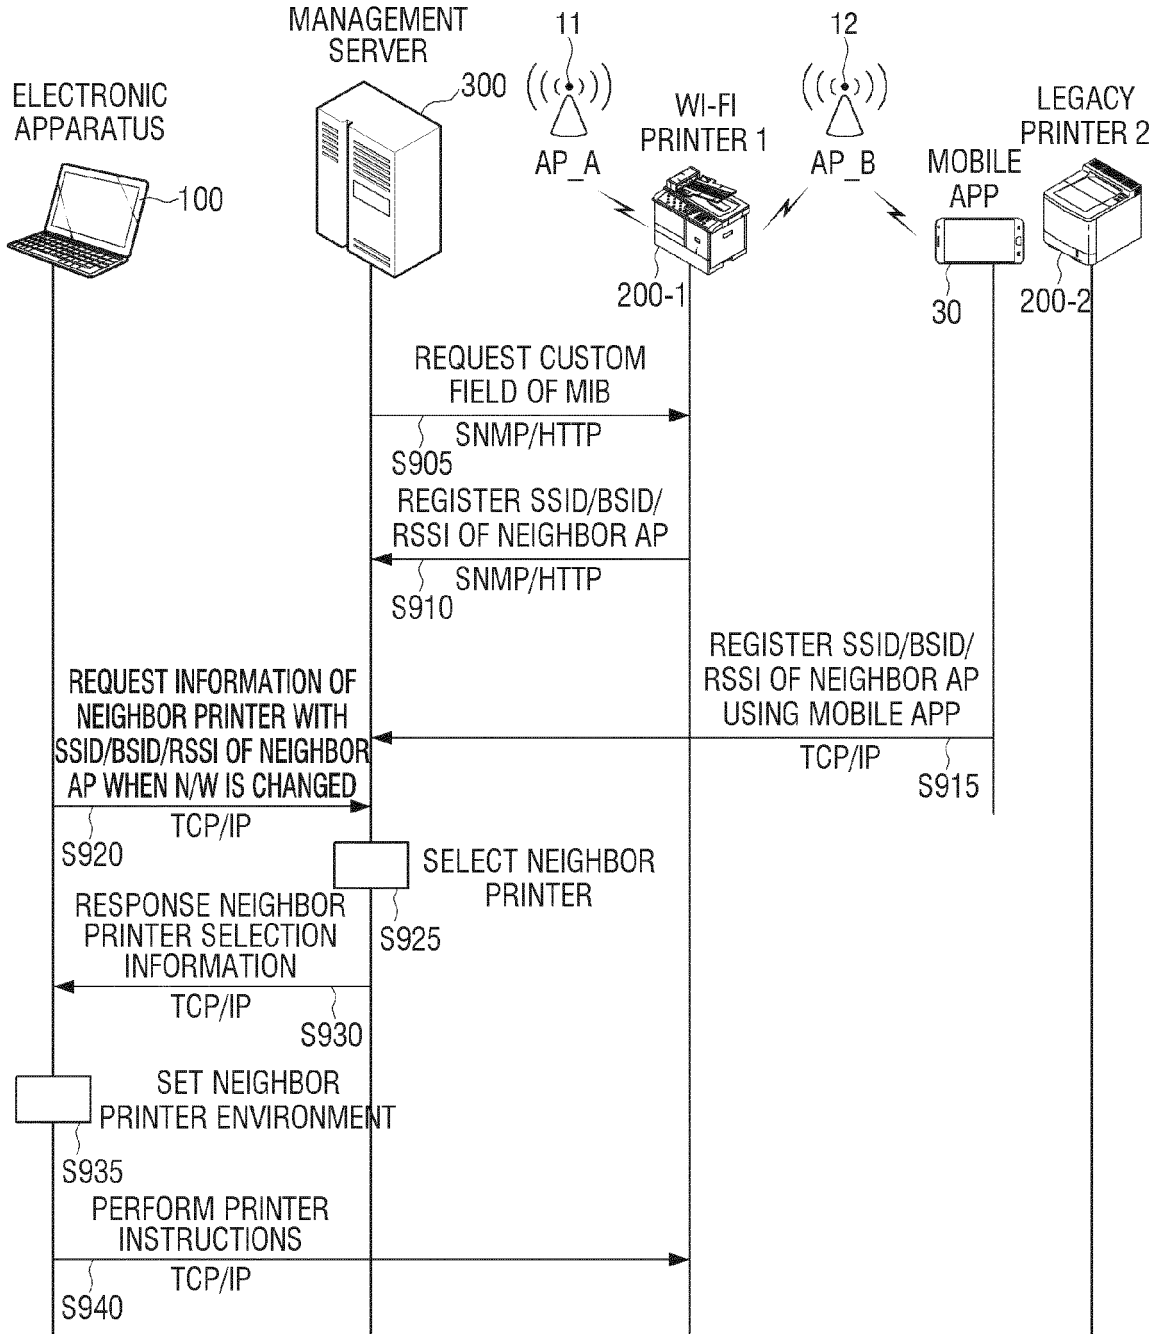 MANAGEMENT
SERVER
300
11
12
ELECTRONIC
APPARATUS
100
AP_A
WI-FI
PRINTER 1
200-1
AP_B
MOBILE
APP
30
LEGACY
PRINTER 2
200-2
REQUEST CUSTOM
FIELD OF MIB
SNMP/HTTP
S905
REGISTER SSID/BSID/
RSSI OF NEIGHBOR AP
SNMP/HTTP
S910
REGISTER SSID/BSID/
RSSI OF NEIGHBOR AP
USING MOBILE APP
TCP/IP
S915
REQUEST INFORMATION OF
NEIGHBOR PRINTER WITH
SSID/BSID/RSSI OF NEIGHBOR
AP WHEN N/W IS CHANGED
TCP/IP
S920
SELECT NEIGHBOR
PRINTER
S925
RESPONSE NEIGHBOR
PRINTER SELECTION
INFORMATION
TCP/IP
S930
SET NEIGHBOR
PRINTER ENVIRONMENT
S935
PERFORM PRINTER
INSTRUCTIONS
TCP/IP
S940